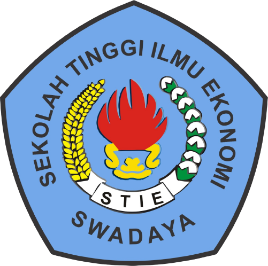 SEKOLAH TINGGI ILMU EKONOMI
STIE
SWADAYA